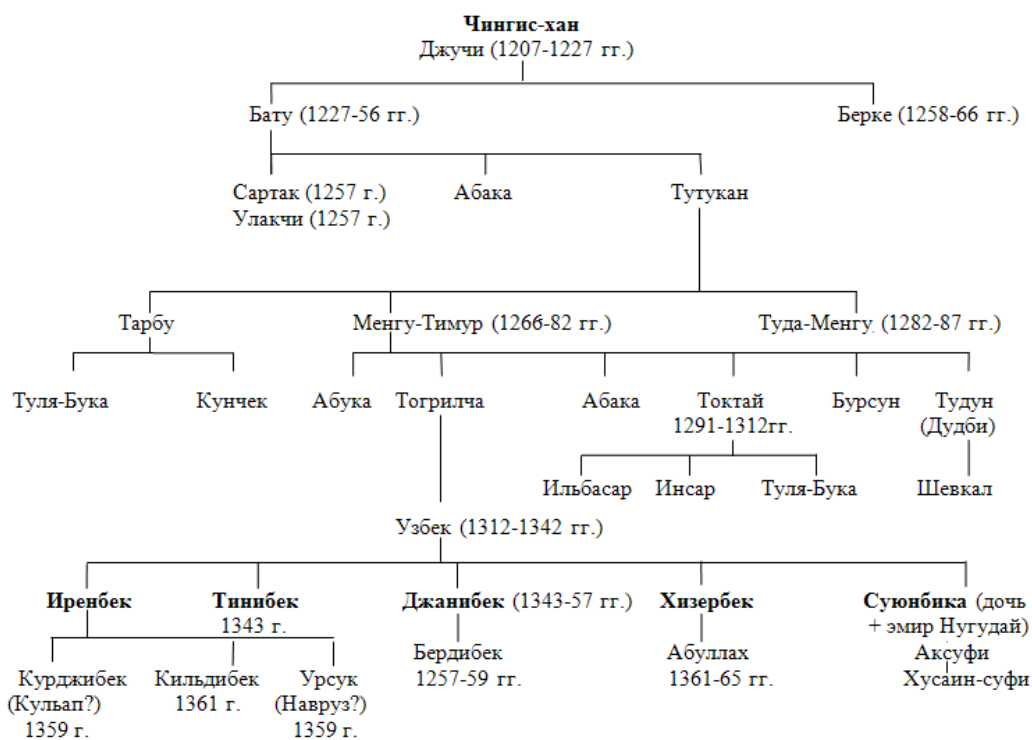 Чингис-хан
Джучи (1207-1227 гг.)
Бату (1227-56 гг.) Берке (1258-66 гг.)
Сартак (1257 г.) Абака Тутукан
Улакчи (1257 г.)
Тарбу Менгу-Тимур (1266-82 гг.) Туда-Менгу (1282-87 гг.)
Туля-Бука Кунчек Абука Тогрилча Абака Токтай Бурсун Тудун
1291-1312гг. (Дудби)
Ильбасар Инсар Туля-Бука Шевкал
Узбек (1312-1342 гг.)
Иренбек Тинибек Джанибек (1343-57 гг.) Хизербек Суюнбика (дочь
1343 г. + эмир Нугудай)
Курджибек Кильдибек Урсук Бердибек Абуллах Аксуфи
(Кульап?) 1361 г. (Навруз?) 1257-59 гг. 1361-65 гг. Хусаин-суфи
1359 г. 1359 г.